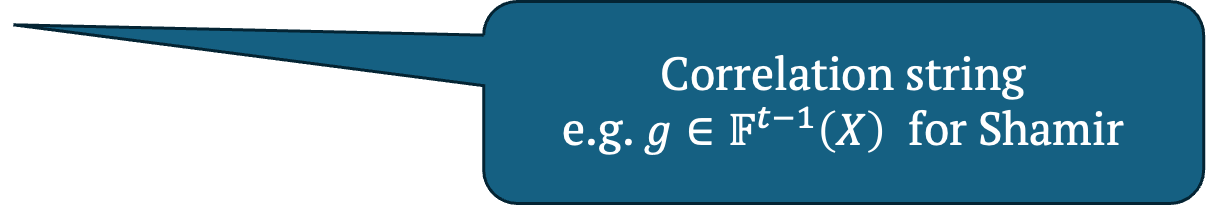 Correlation string
e.g. 𝑔 ∈ 𝔽^{𝑡−1}(𝑋) for Shamir